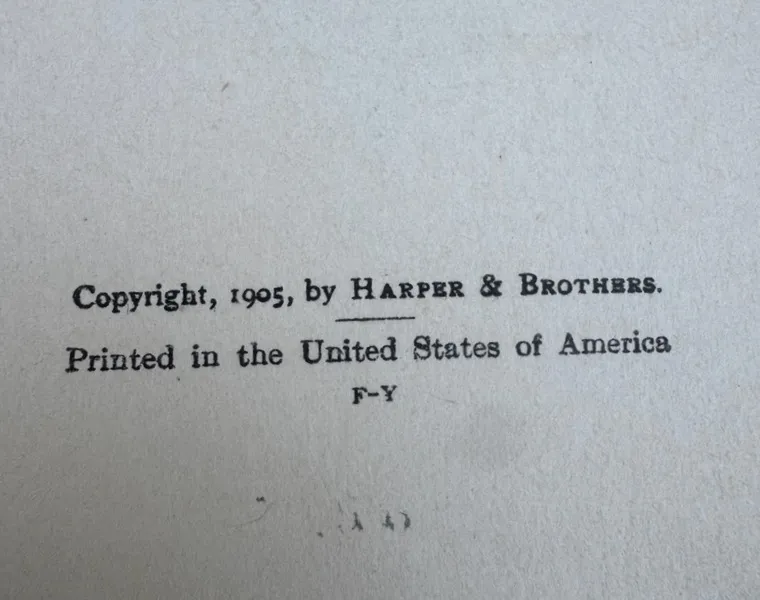 Copyright, 1905, by HARPER & BROTHERS.
Printed in the United States of America
F-Y